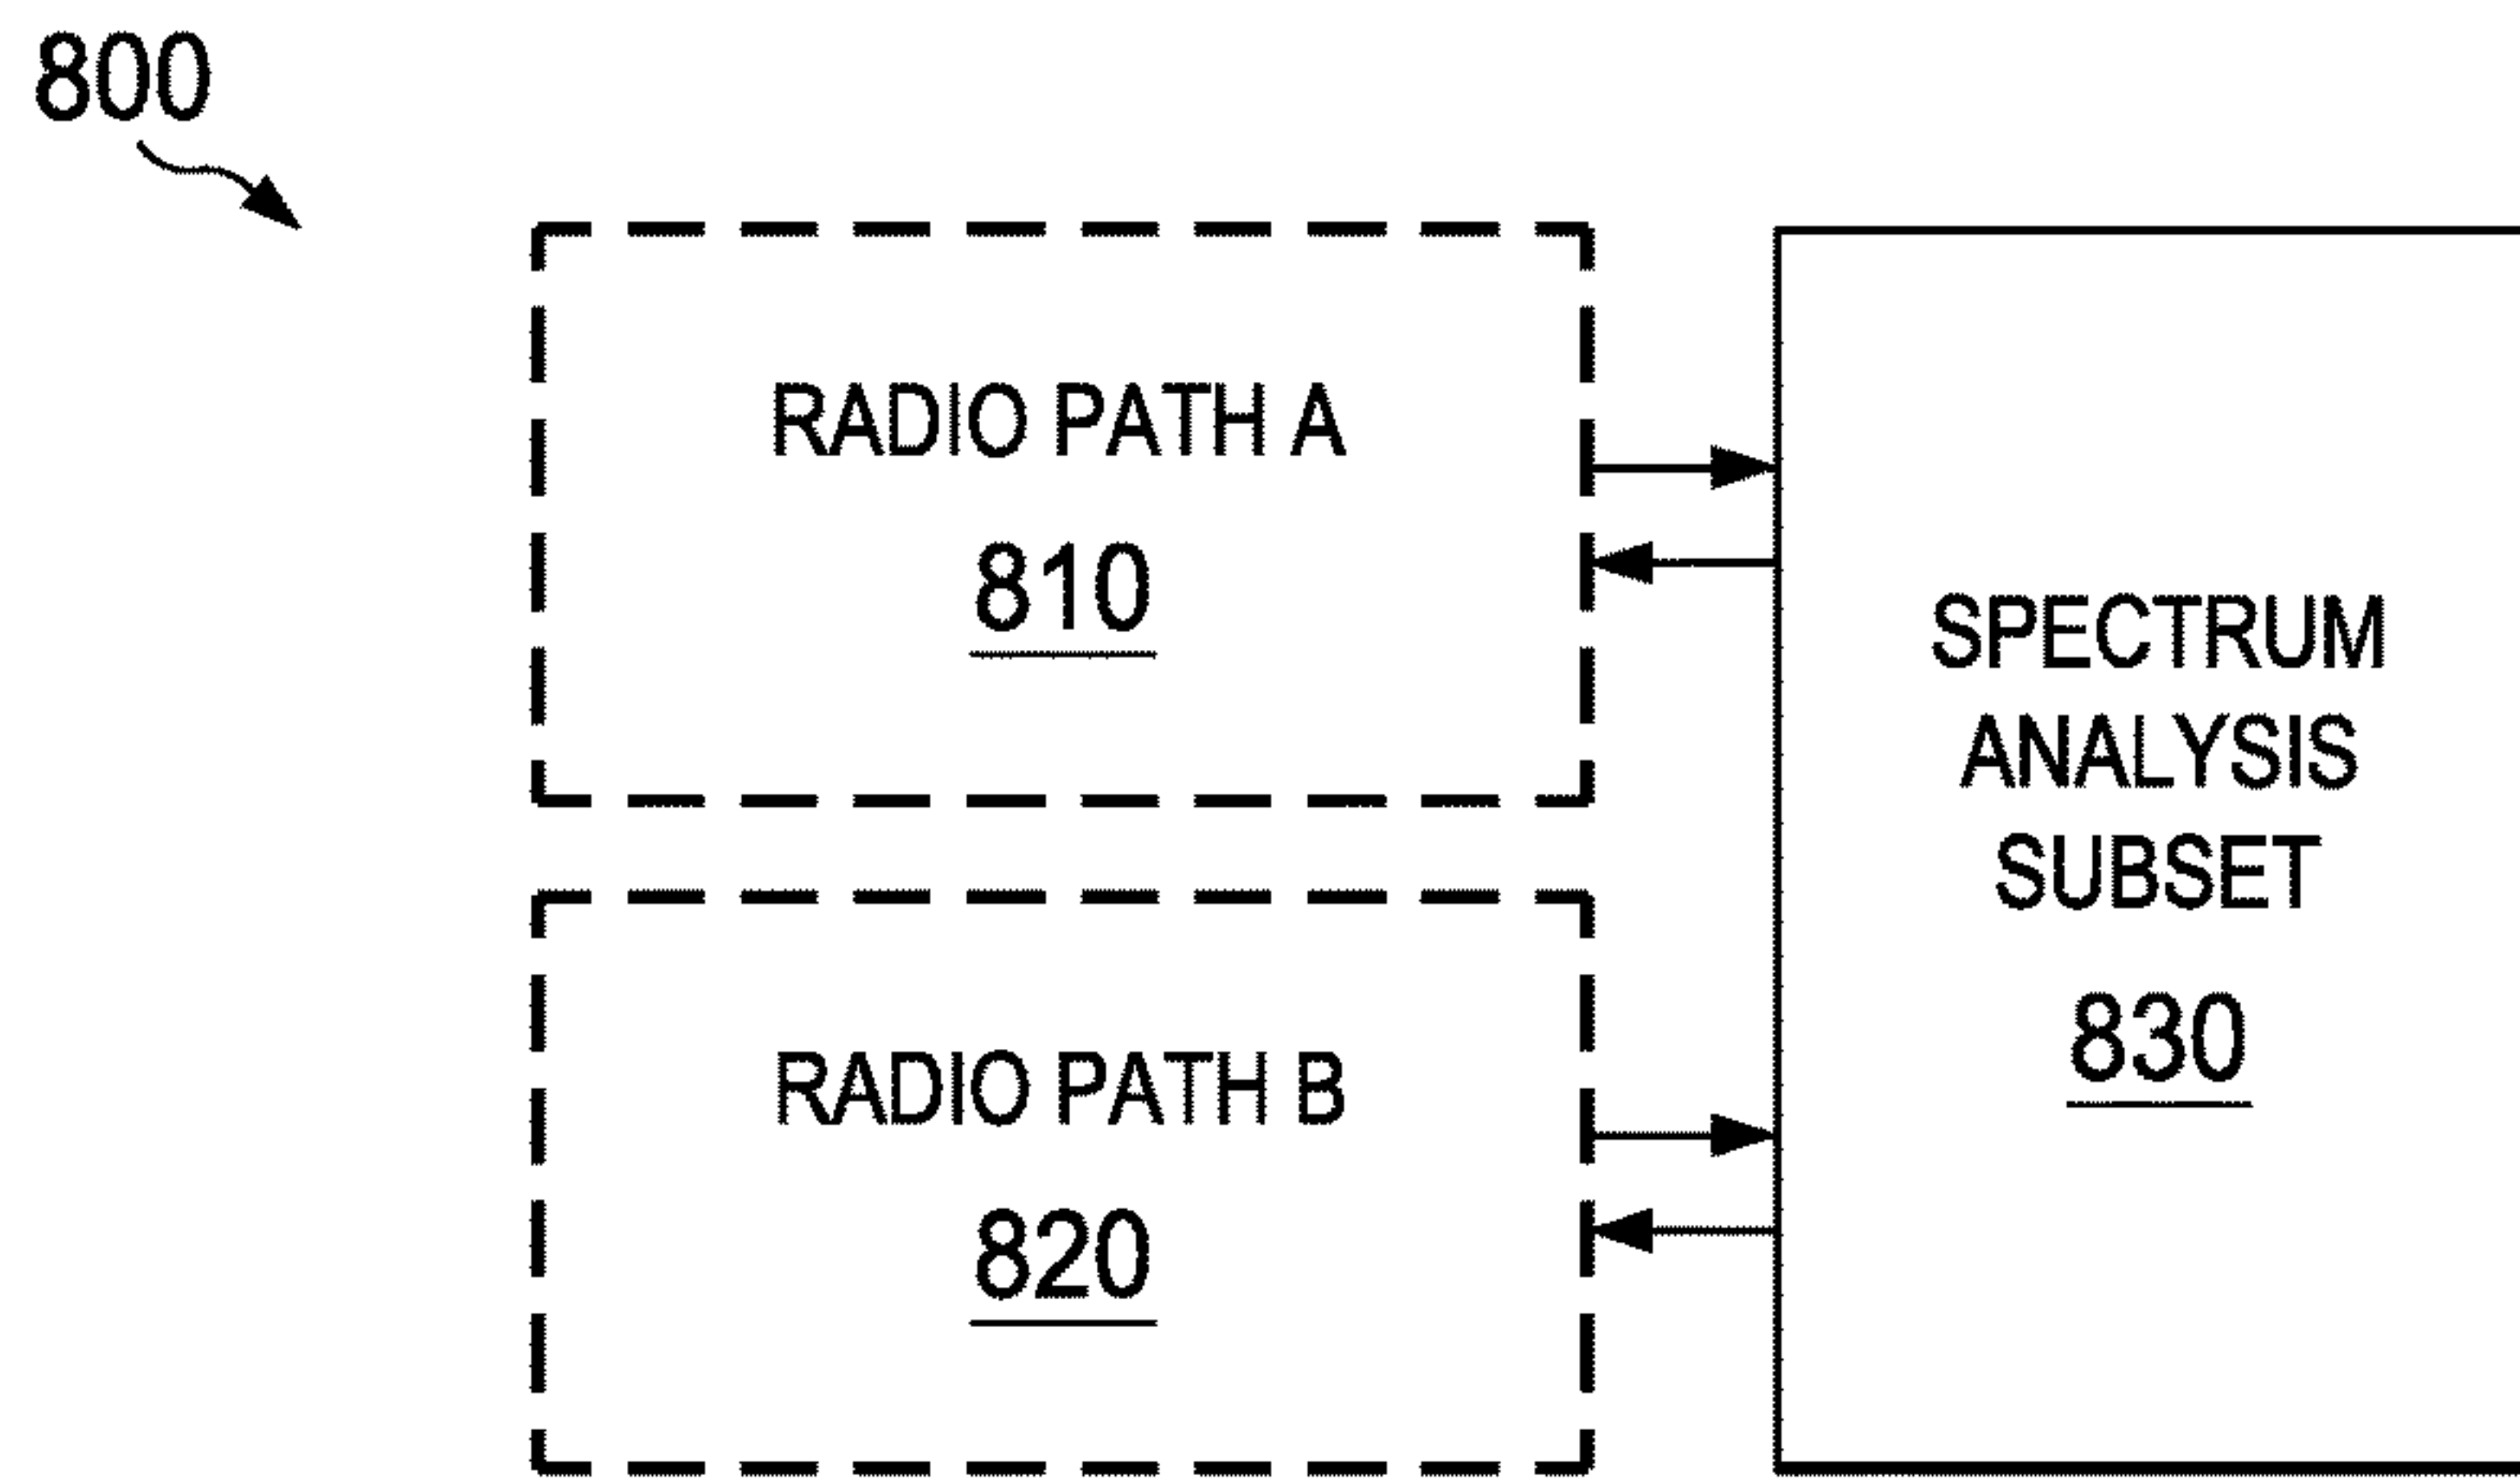 800
RADIO PATH A
810
RADIO PATH B
820
SPECTRUM
ANALYSIS
SUBSET
830